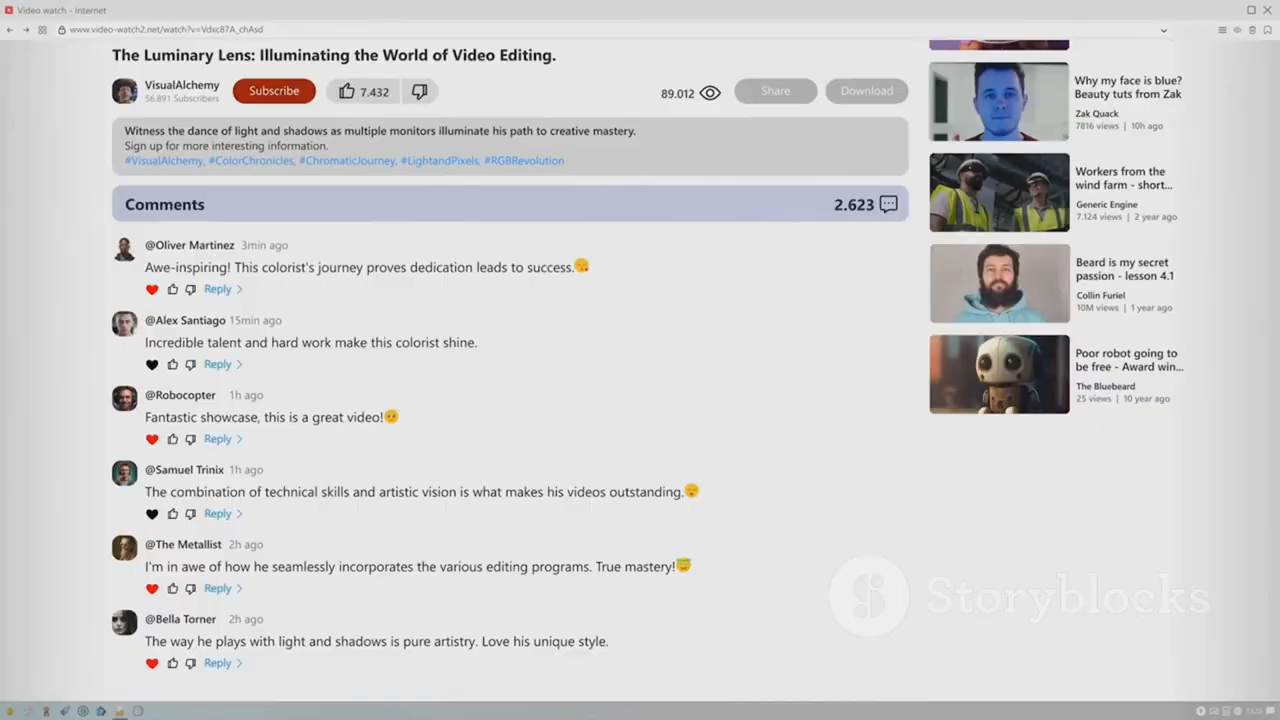 Video watch - Internet
www.video-watch2.net/watch?v=Vdxc87A_chAsd
The Luminary Lens: Illuminating the World of Video Editing.
VisualAlchemy
56.891 Subscribers
Subscribe
7.432
89.012
Share
Download
Witness the dance of light and shadows as multiple monitors illuminate his path to creative mastery.
Sign up for more interesting information.
#VisualAlchemy, #ColorChronicles, #ChromaticJourney, #LightandPixels, #RGBRevolution
Comments 2.623
@Oliver Martinez 3min ago
Awe-inspiring! This colorist's journey proves dedication leads to success.
Reply >
@Alex Santiago 15min ago
Incredible talent and hard work make this colorist shine.
Reply >
@Robocopter 1h ago
Fantastic showcase, this is a great video!
Reply >
@Samuel Trinix 1h ago
The combination of technical skills and artistic vision is what makes his videos outstanding.
Reply >
@The Metallist 2h ago
I'm in awe of how he seamlessly incorporates the various editing programs. True mastery!
Reply >
@Bella Torner 2h ago
The way he plays with light and shadows is pure artistry. Love his unique style.
Reply >
Why my face is blue?
Beauty tuts from Zak
Zak Quack
7816 views | 10h ago
Workers from the
wind farm - short...
Generic Engine
7.124 views | 2 year ago
Beard is my secret
passion - lesson 4.1
Collin Furiel
10M views | 1 year ago
Poor robot going to
be free - Award win...
The Bluebeard
25 views | 10 year ago
Storyblocks